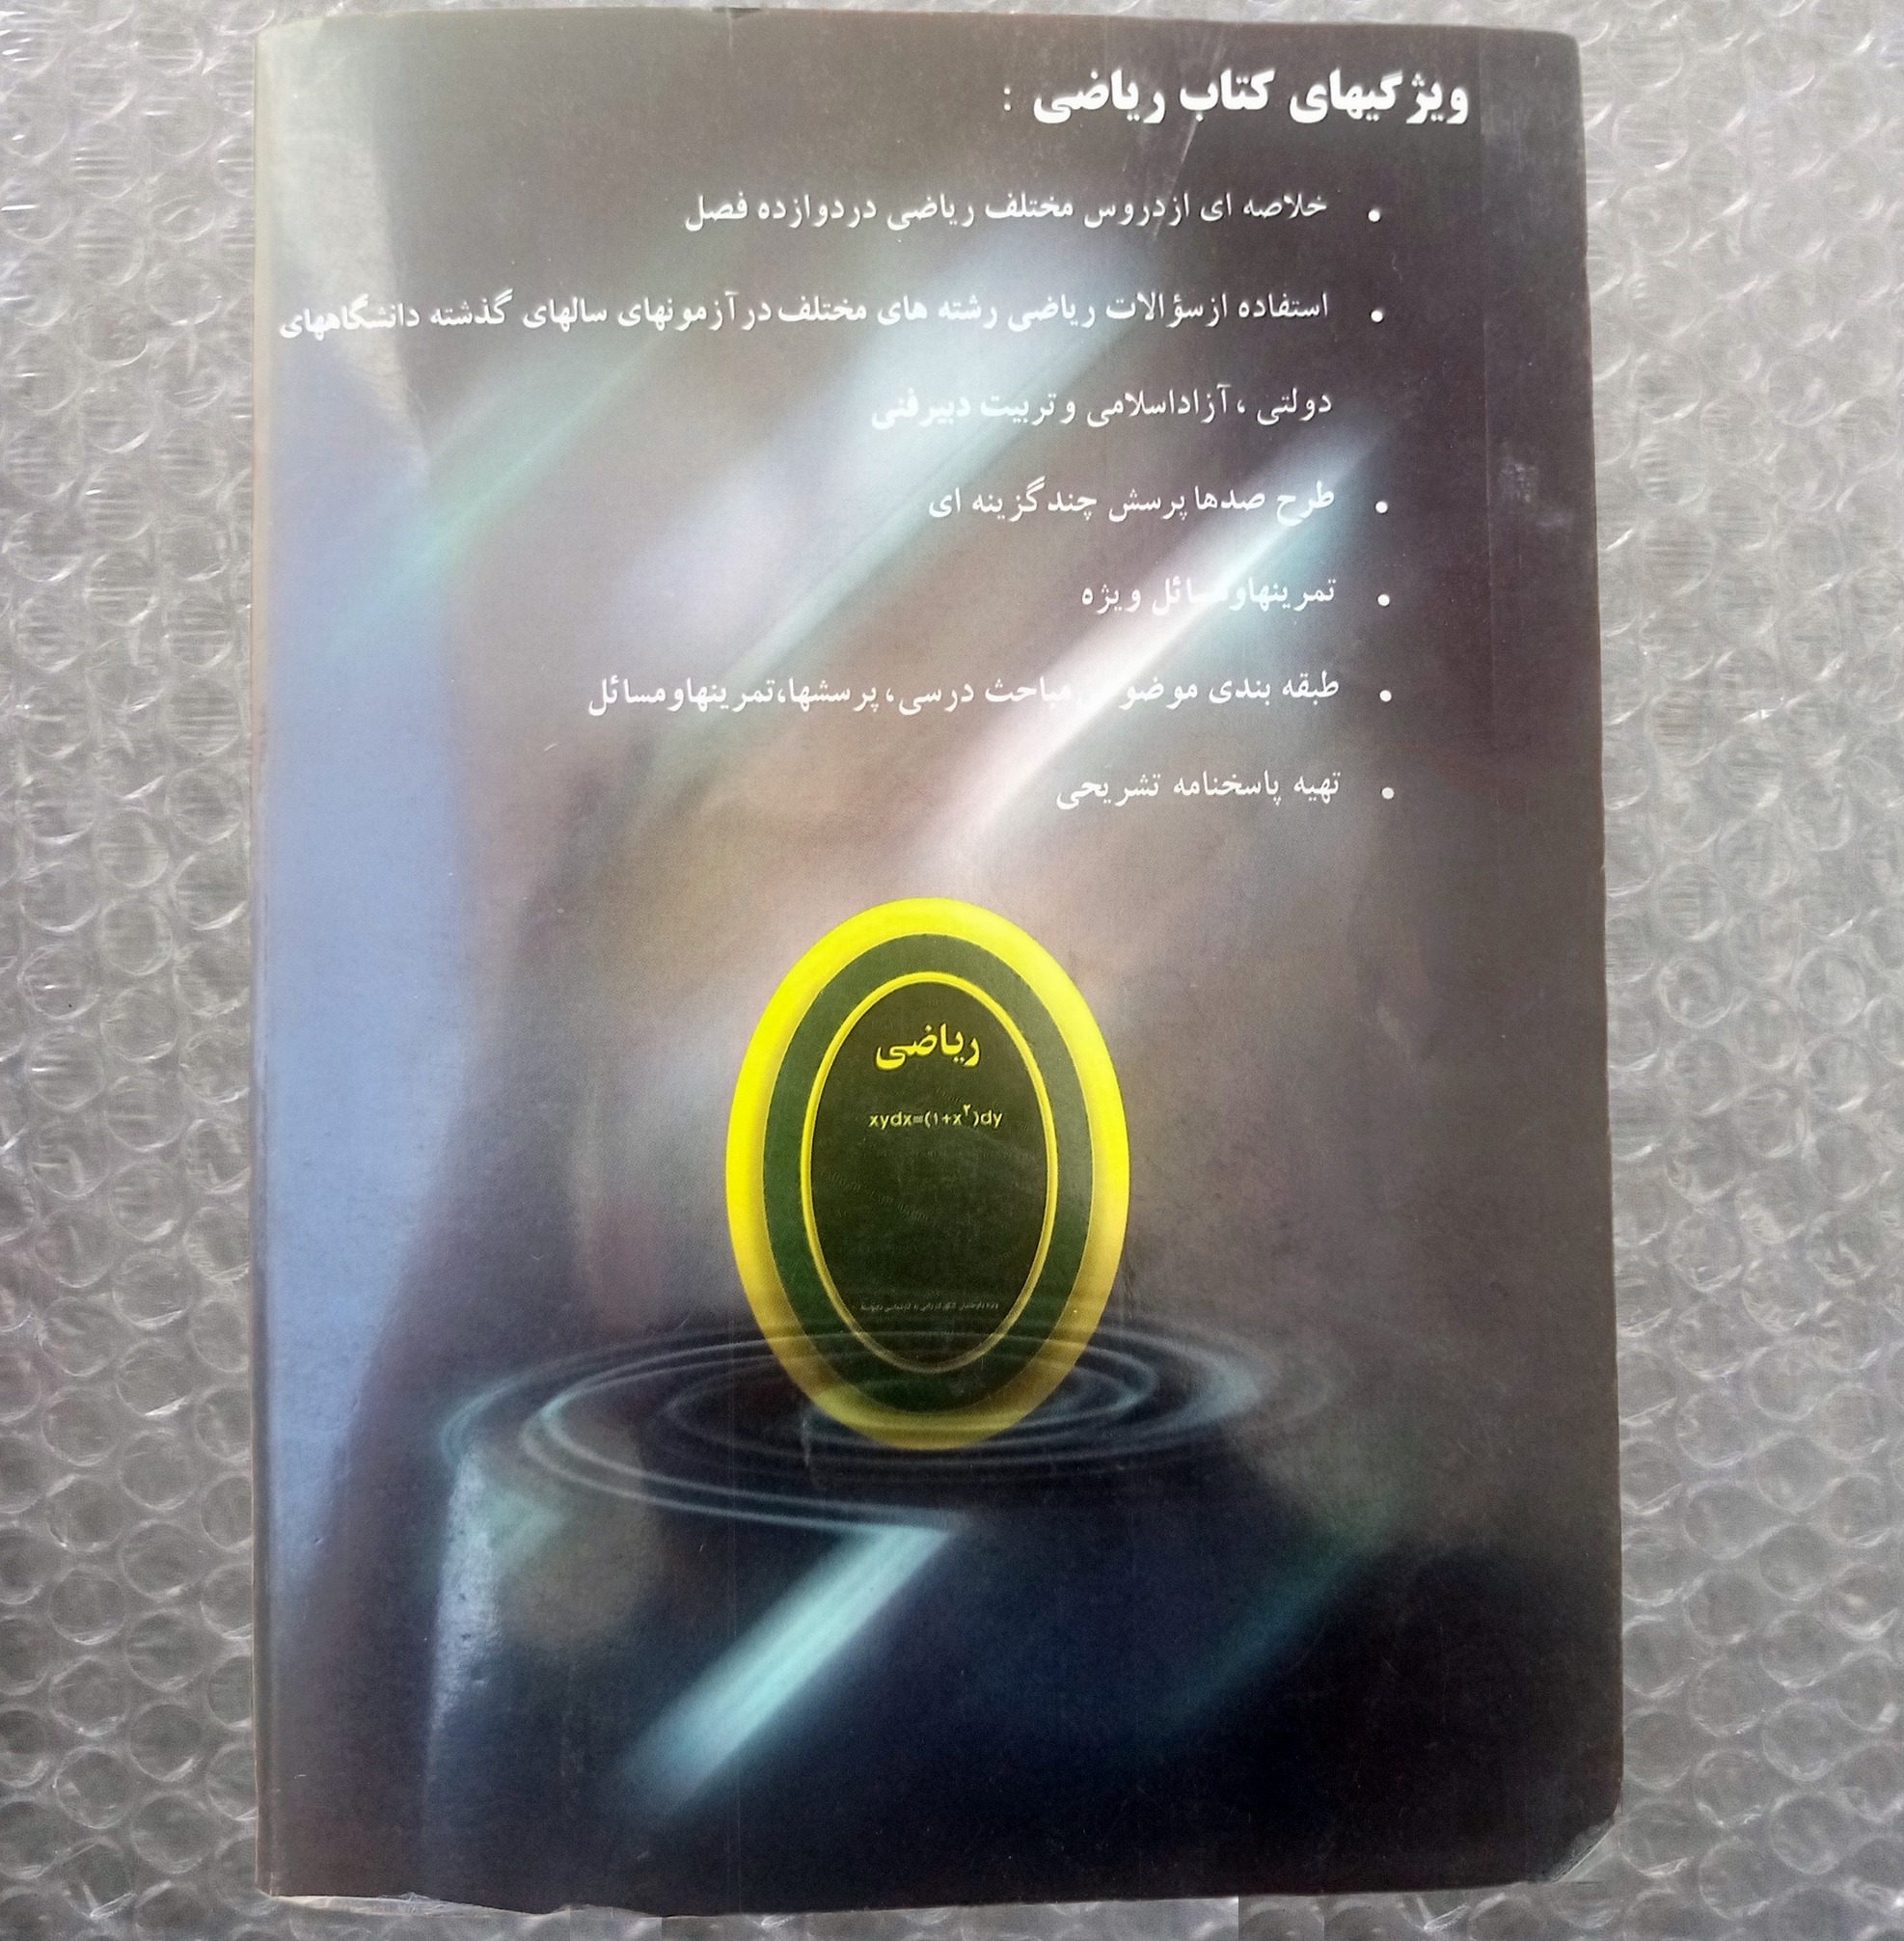 ویژگیهای کتاب ریاضی :
• خلاصه ای ازدروس مختلف ریاضی دردوازده فصل
• استفاده ازسؤالات ریاضی رشته های مختلف درآزمونهای سالهای گذشته دانشگاههای
دولتی ،آزاداسلامی وتربیت دبیرفنی
• طرح صدها پرسش چندگزینه ای
• تمرینهاومسائل ویژه
• طبقه بندی موضوعی مباحث درسی،پرسشها،تمرینهاومسائل
• تهیه پاسخنامه تشریحی
ریاضی
xydx=(۱+x۲)dy